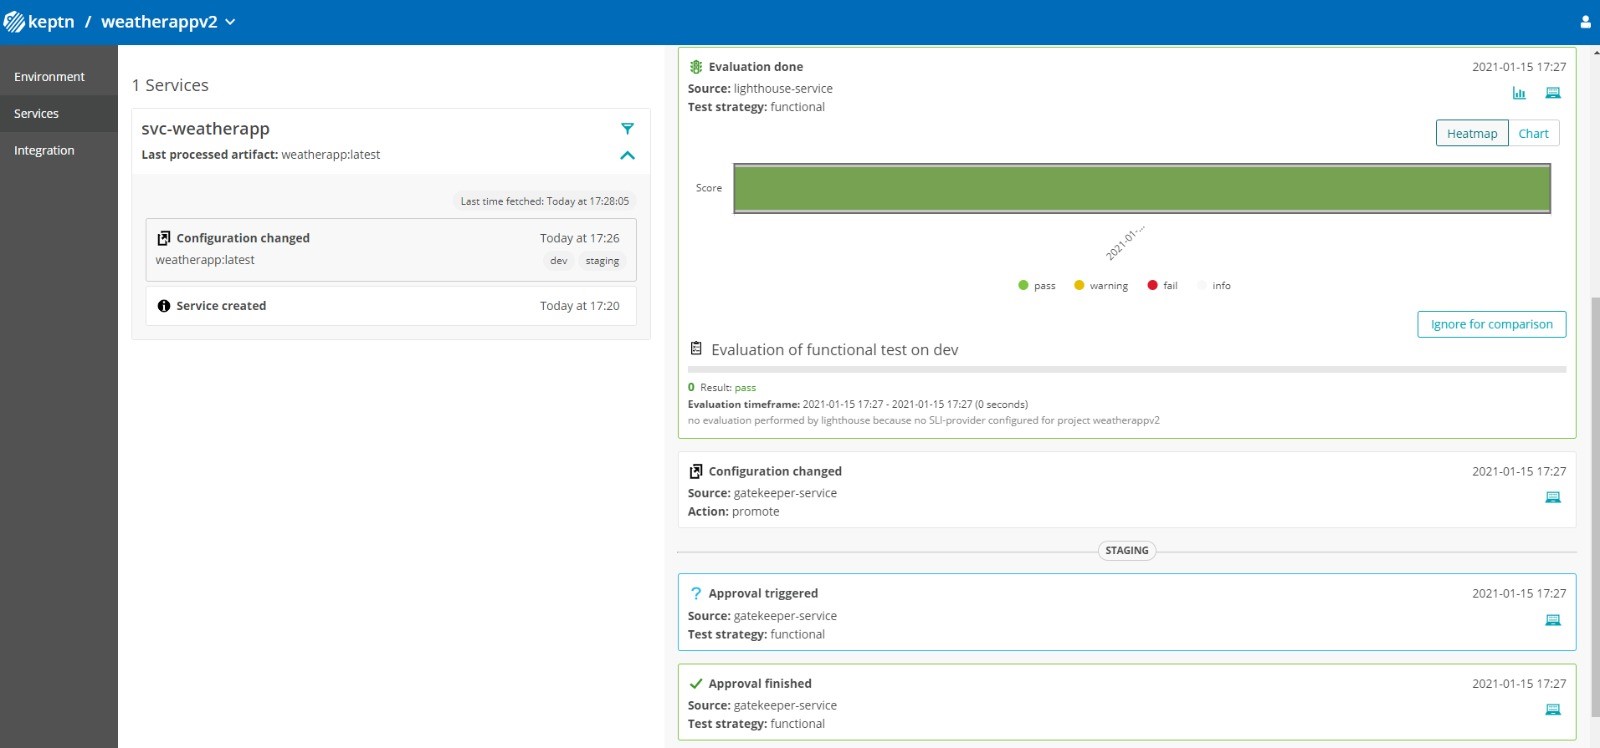 keptn / weatherappv2
Environment
Services
Integration
1 Services
svc-weatherapp
Last processed artifact: weatherapp:latest
Last time fetched: Today at 17:28:05
Configuration changed Today at 17:26
weatherapp:latest dev staging
Service created Today at 17:20
Evaluation done 2021-01-15 17:27
Source: lighthouse-service
Test strategy: functional
Heatmap Chart
Score
2021-01-...
pass warning fail info
Ignore for comparison
Evaluation of functional test on dev
0 Result: pass
Evaluation timeframe: 2021-01-15 17:27 - 2021-01-15 17:27 (0 seconds)
no evaluation performed by lighthouse because no SLI-provider configured for project weatherappv2
Configuration changed 2021-01-15 17:27
Source: gatekeeper-service
Action: promote
STAGING
? Approval triggered 2021-01-15 17:27
Source: gatekeeper-service
Test strategy: functional
Approval finished 2021-01-15 17:27
Source: gatekeeper-service
Test strategy: functional